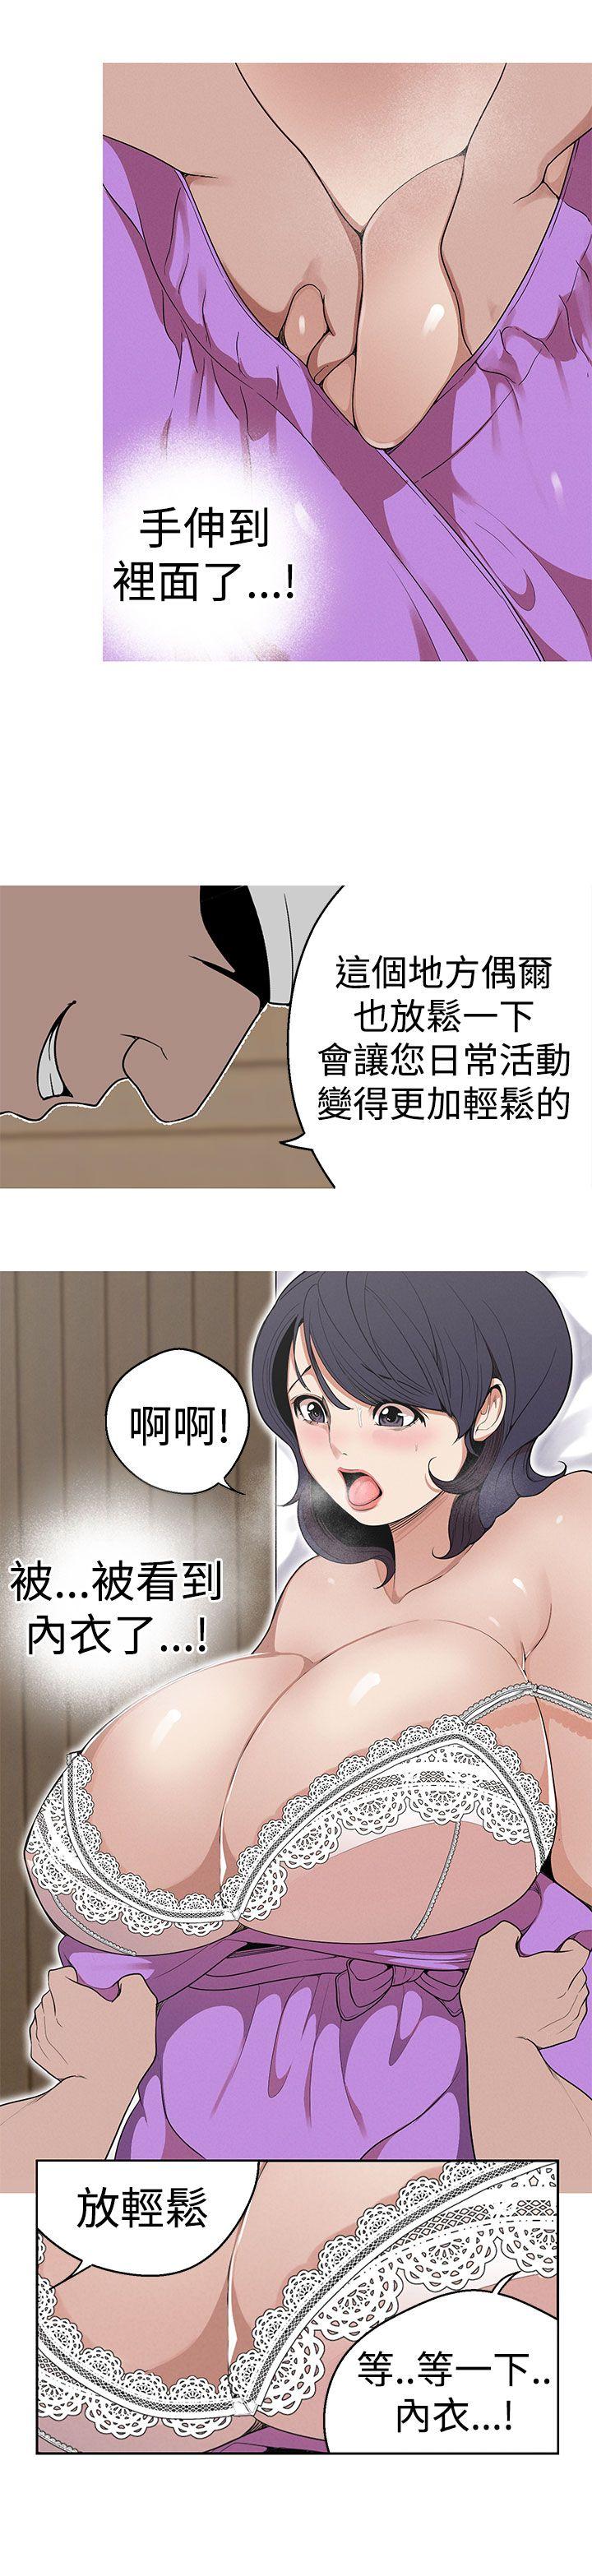 手伸到
裡面了...!
這個地方偶爾
也放鬆一下
會讓您日常活動
變得更加輕鬆的
啊啊!
被...被看到
內衣了...!
放輕鬆
等..等一下..
內衣...!